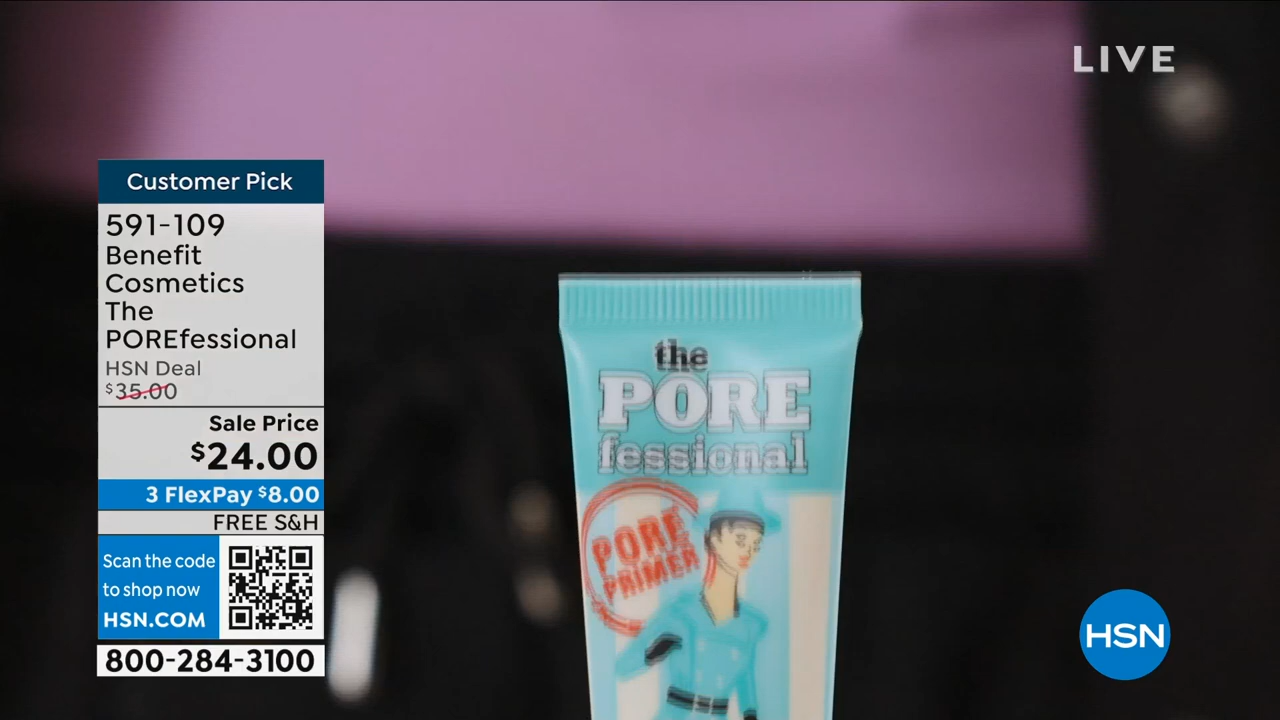 LIVE
Customer Pick
591-109
Benefit
Cosmetics
The
POREfessional
HSN Deal
$35.00
Sale Price
$24.00
3 FlexPay $8.00
FREE S&H
Scan the code
to shop now
HSN.COM
800-284-3100
the
PORE
fessional
PORE
PRIMER
HSN